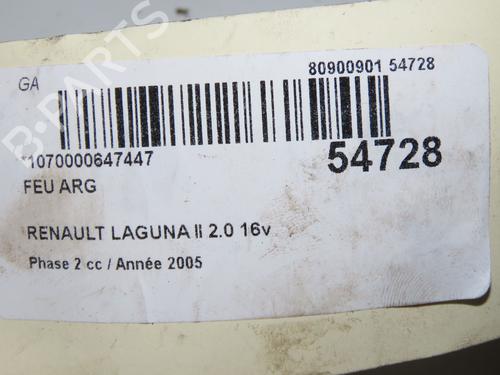 GA
80900901 54728
*1070000647447
54728
FEU ARG
RENAULT LAGUNA II 2.0 16v
Phase 2 cc / Année 2005
B-PARTS